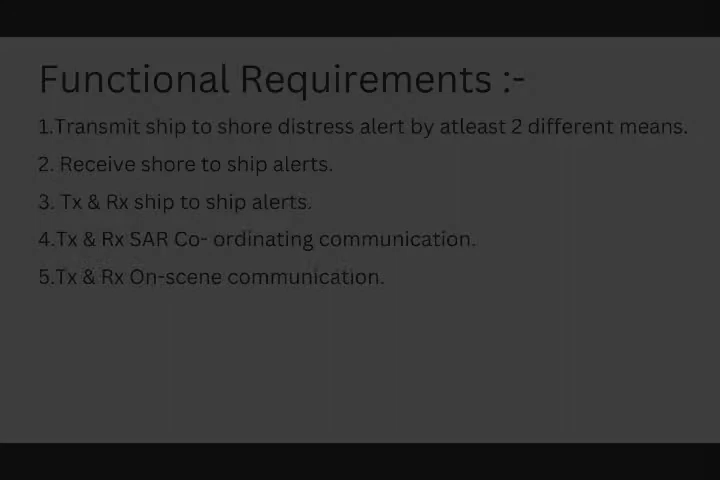 Functional Requirements :-
1.Transmit ship to shore distress alert by atleast 2 different means.
2. Receive shore to ship alerts.
3. Tx & Rx ship to ship alerts.
4.Tx & Rx SAR Co- ordinating communication.
5.Tx & Rx On-scene communication.